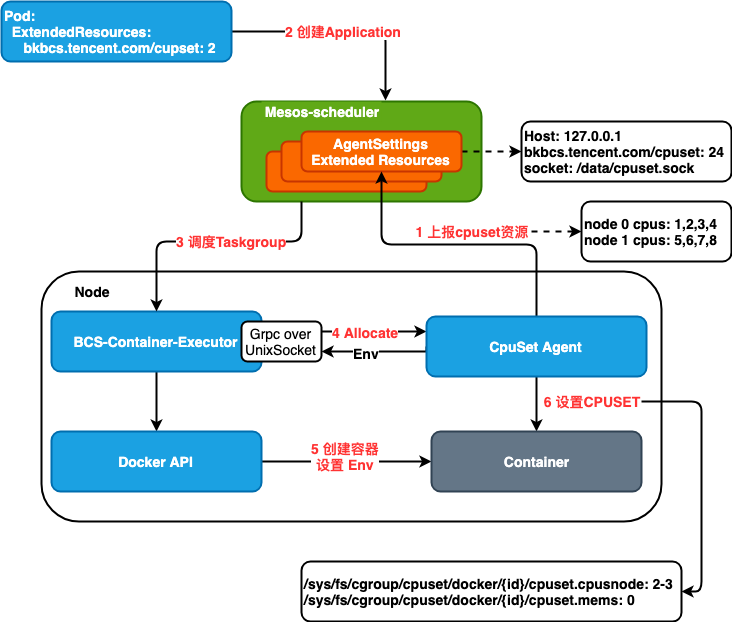 Pod:
ExtendedResources:
bkbcs.tencent.com/cupset: 2
2 创建Application
Mesos-scheduler
AgentSettings
Extended Resources
Host: 127.0.0.1
bkbcs.tencent.com/cpuset: 24
socket: /data/cpuset.sock
node 0 cpus: 1,2,3,4
node 1 cpus: 5,6,7,8
1 上报cpuset资源
3 调度Taskgroup
Node
BCS-Container-Executor
Grpc over
UnixSocket
4 Allocate
Env
CpuSet Agent
6 设置CPUSET
Docker API
5 创建容器
设置 Env
Container
/sys/fs/cgroup/cpuset/docker/{id}/cpuset.cpusnode: 2-3
/sys/fs/cgroup/cpuset/docker/{id}/cpuset.mems: 0